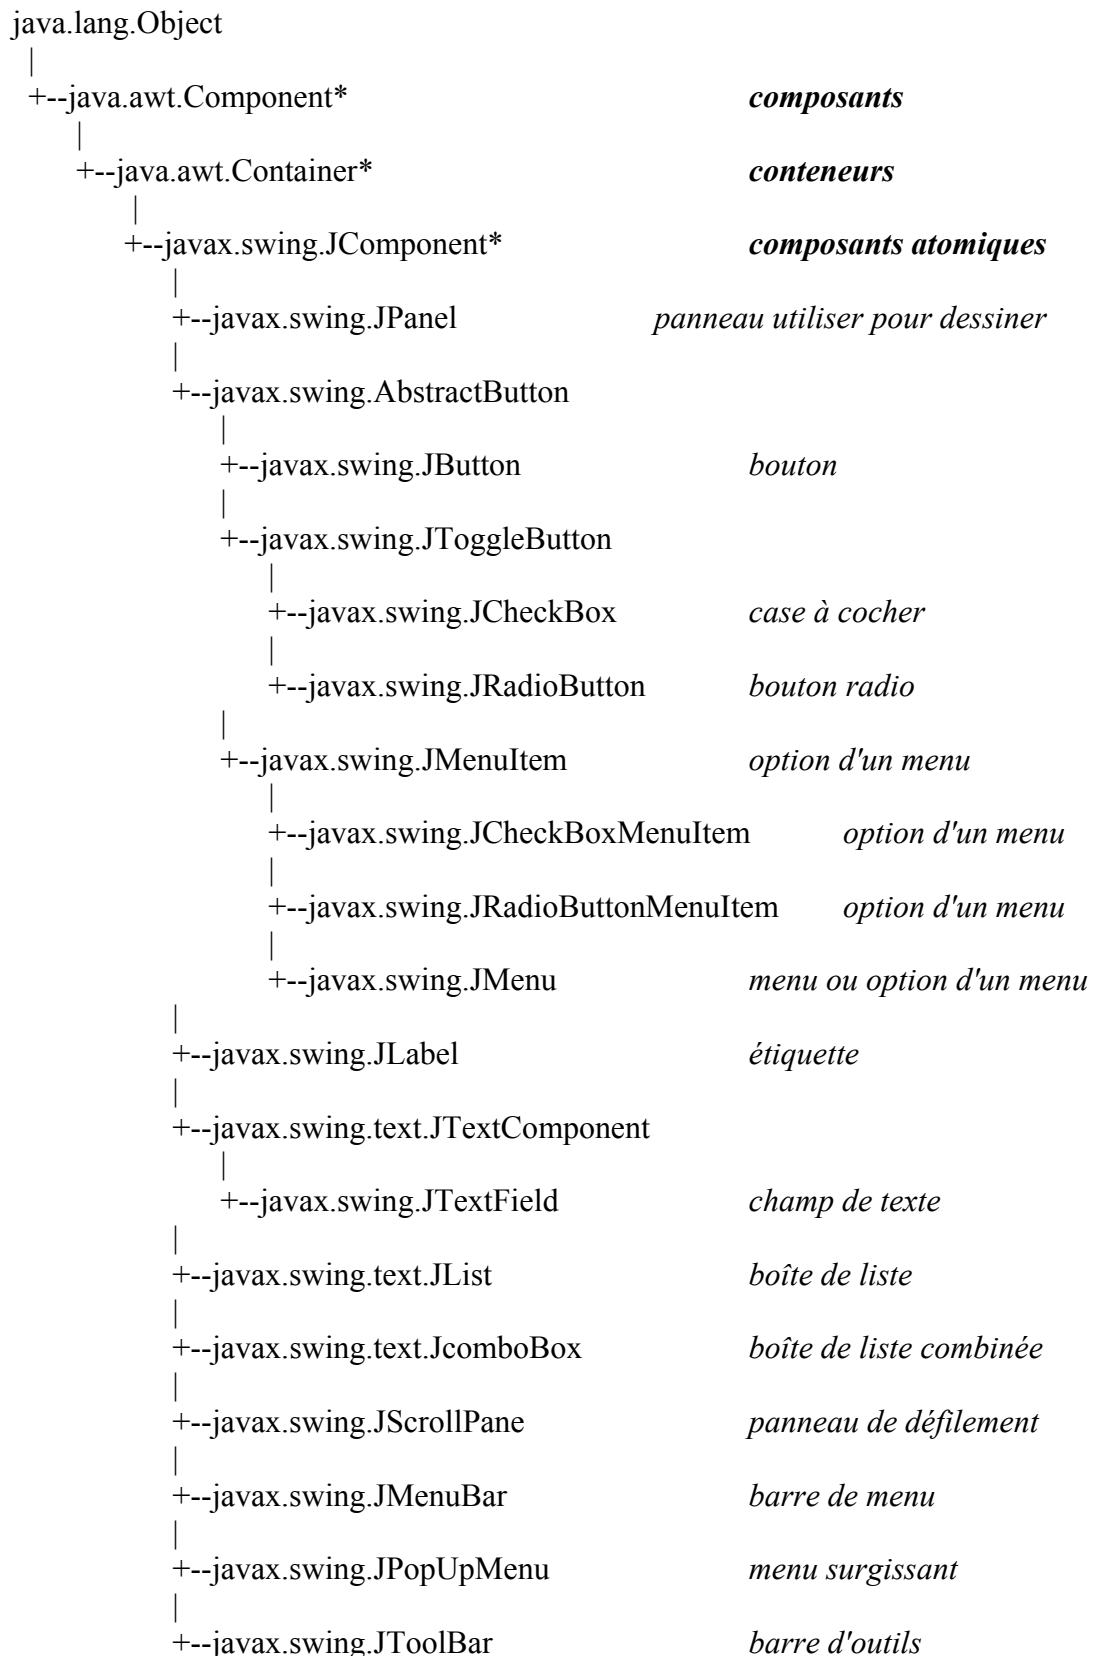 java.lang.Object
|
+--java.awt.Component* composants
|
+--java.awt.Container* conteneurs
|
+--javax.swing.JComponent* composants atomiques
|
+--javax.swing.JPanel panneau utiliser pour dessiner
|
+--javax.swing.AbstractButton
|
+--javax.swing.JButton bouton
|
+--javax.swing.JToggleButton
|
+--javax.swing.JCheckBox case à cocher
|
+--javax.swing.JRadioButton bouton radio
|
+--javax.swing.JMenuItem option d'un menu
|
+--javax.swing.JCheckBoxMenuItem option d'un menu
|
+--javax.swing.JRadioButtonMenuItem option d'un menu
|
+--javax.swing.JMenu menu ou option d'un menu
|
+--javax.swing.JLabel étiquette
|
+--javax.swing.text.JTextComponent
|
+--javax.swing.JTextField champ de texte
|
+--javax.swing.text.JList boîte de liste
|
+--javax.swing.text.JcomboBox boîte de liste combinée
|
+--javax.swing.JScrollPane panneau de défilement
|
+--javax.swing.JMenuBar barre de menu
|
+--javax.swing.JPopUpMenu menu surgissant
|
+--javax.swing.JToolBar barre d'outils